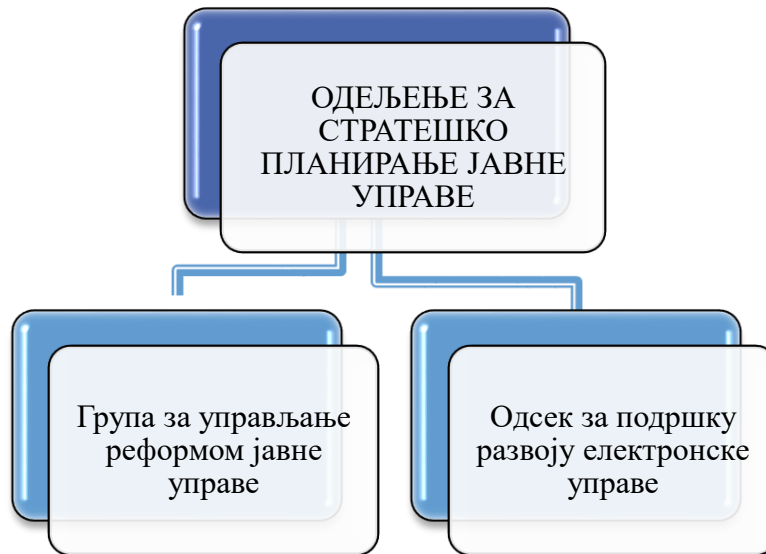 ОДЕЉЕЊЕ ЗА
СТРАТЕШКО
ПЛАНИРАЊЕ ЈАВНЕ
УПРАВЕ
Група за управљање
реформом јавне
управе
Одсек за подршку
развоју електронске
управе